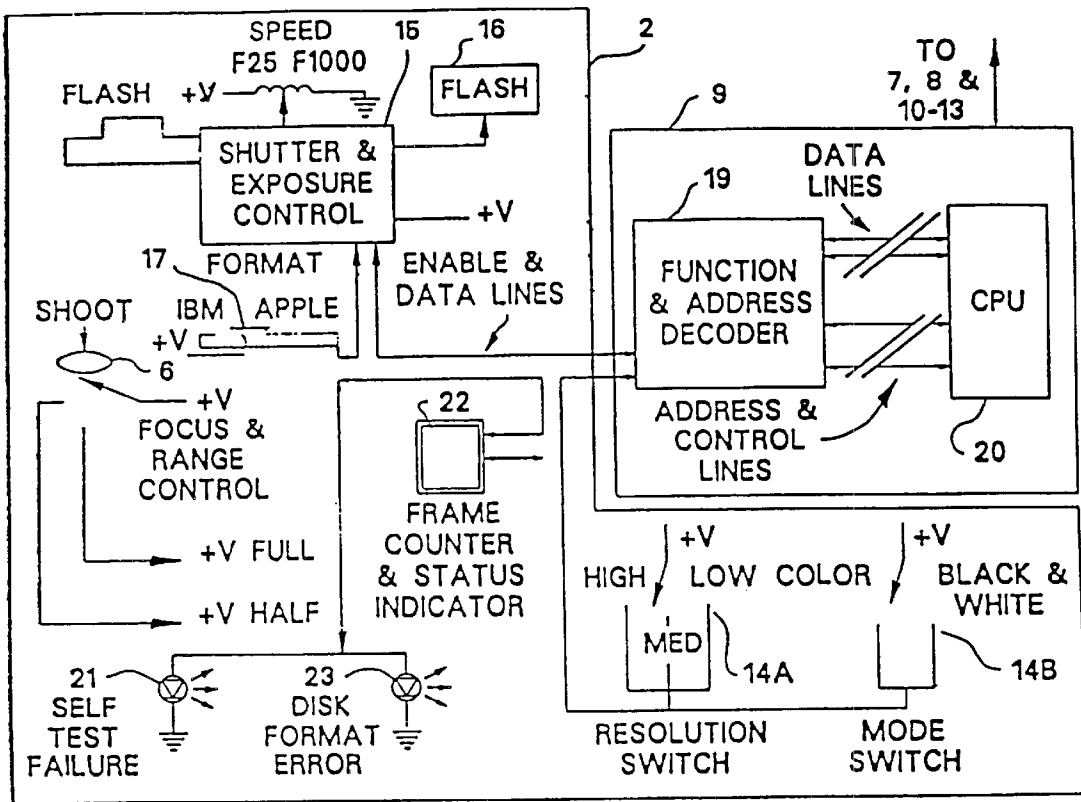 SPEED
F25 F1000
15
16
2
FLASH
+V
FLASH
TO
7, 8 &
10-13
9
SHUTTER &
EXPOSURE
CONTROL
+V
19
DATA
LINES
FUNCTION
& ADDRESS
DECODER
CPU
17
FORMAT
IBM APPLE
ENABLE &
DATA LINES
SHOOT
+V
6
+V
FOCUS &
RANGE
CONTROL
22
ADDRESS &
CONTROL
LINES
20
FRAME
COUNTER
& STATUS
INDICATOR
+V FULL
+V HALF
+V
+V
HIGH
LOW COLOR
BLACK &
WHITE
MED
14A
14B
21
SELF
TEST
FAILURE
23
DISK
FORMAT
ERROR
RESOLUTION
SWITCH
MODE
SWITCH